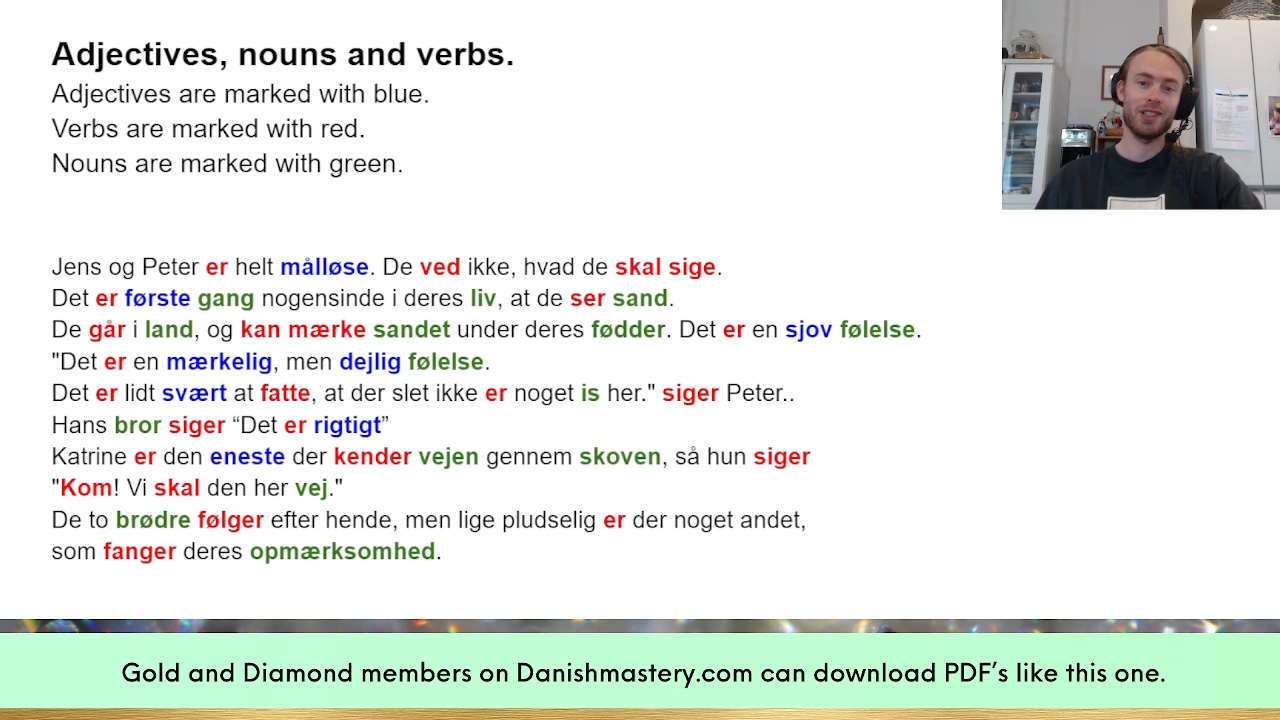 Adjectives, nouns and verbs.
Adjectives are marked with blue.
Verbs are marked with red.
Nouns are marked with green.
Jens og Peter er helt målløse. De ved ikke, hvad de skal sige.
Det er første gang nogensinde i deres liv, at de ser sand.
De går i land, og kan mærke sandet under deres fødder. Det er en sjov følelse.
"Det er en mærkelig, men dejlig følelse.
Det er lidt svært at fatte, at der slet ikke er noget is her." siger Peter..
Hans bror siger “Det er rigtigt”
Katrine er den eneste der kender vejen gennem skoven, så hun siger
"Kom! Vi skal den her vej."
De to brødre følger efter hende, men lige pludselig er der noget andet,
som fanger deres opmærksomhed.
Gold and Diamond members on Danishmastery.com can download PDF’s like this one.